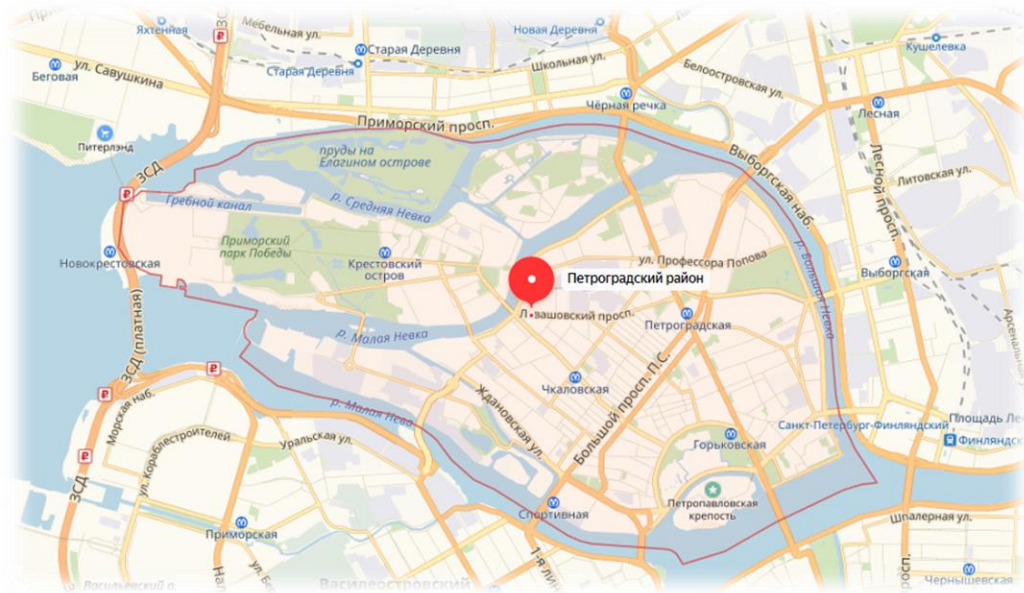 Яхтенная
Мебельная ул.
Старая Деревня
Новая Деревня
Кушелевка
Беговая
ул. Савушкина
Старая Деревня
Школьная ул.
Белоостровская ул.
Чёрная речка
Лесная
Питерлэнд
Приморский просп.
Лесной просп.
ЗСД
пруды на
Елагином острове
Выборгская наб.
Литовская ул.
Гребной канал
р. Средняя Невка
Приморский
парк Победы
Новокрестовская
Крестовский
остров
ул. Профессора Попова
р. Большая Невка
Выборгская
Петроградский район
Л вашовский просп.
Петроградская
р. Малая Невка
ЗСД (платная)
Арсенальная
Чкаловская
Большой просп. П.С.
Ждановская ул.
Морская наб.
р. Малая Нева
ул. Кораблестроителей
Уральская ул.
Горьковская
Санкт-Петербург-Финляндский
Площадь Ле
Финляндск
ЗСД
Петропавловская
крепость
Спортивная
Шпалерная ул.
Приморская
1-я лин
Чернышевская
Василеостровский